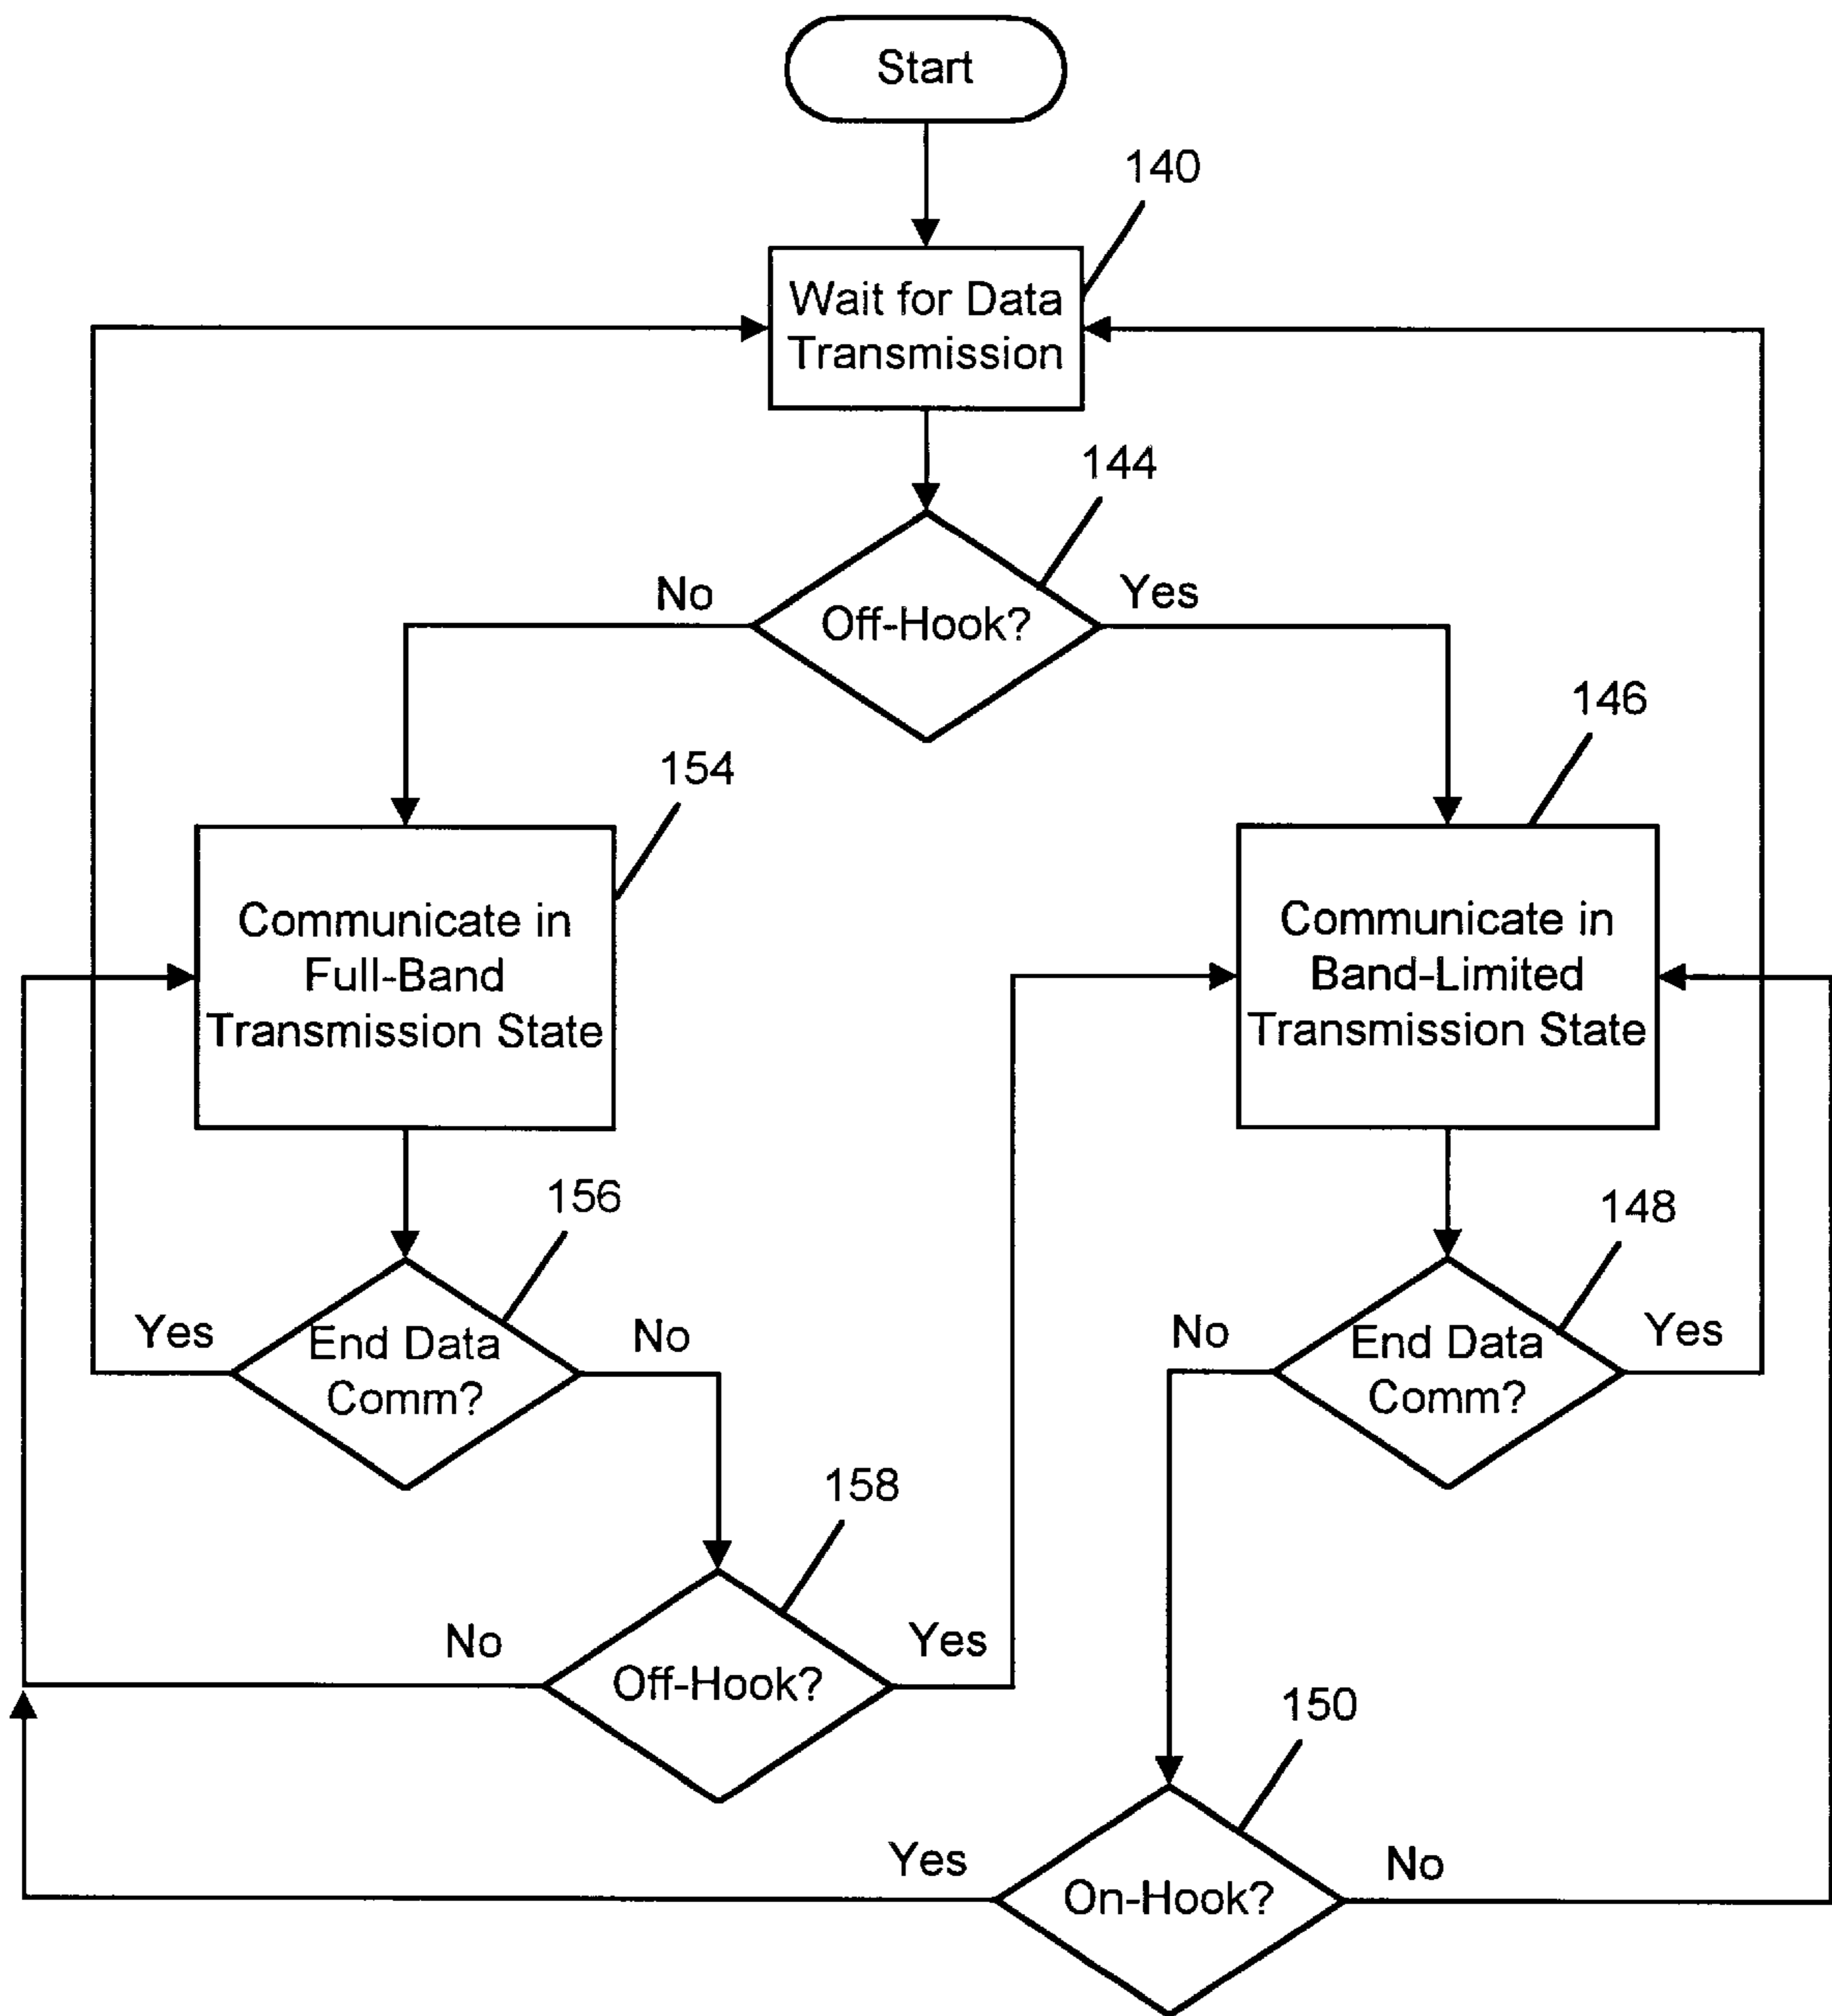 Start
140
Wait for Data
Transmission
144
No
Yes
Off-Hook?
146
154
Communicate in
Full-Band
Transmission State
Communicate in
Band-Limited
Transmission State
156
148
Yes
End Data
Comm?
No
No
End Data
Comm?
Yes
158
No
Off-Hook?
Yes
150
Yes
On-Hook?
No